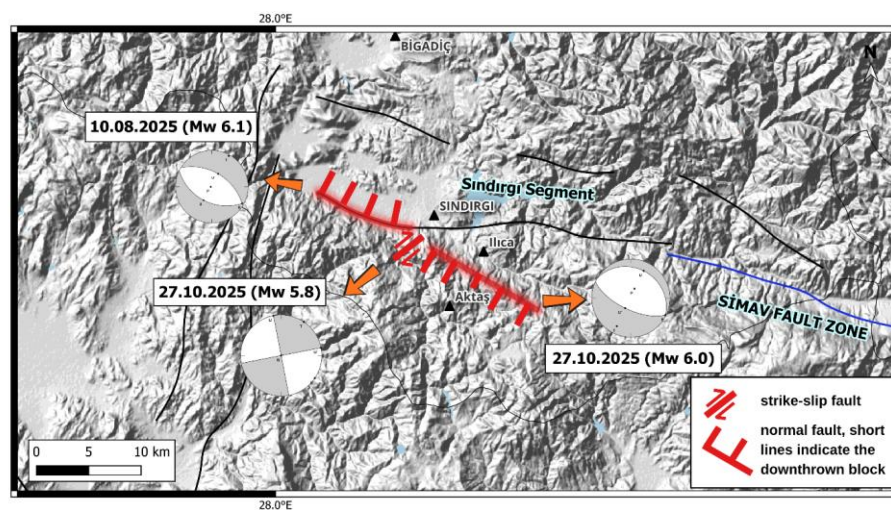 28.0°E
BİGADİÇ
N
10.08.2025 (Mw 6.1)
Sındırgı Segment
SINDIRGI
Ilıca
27.10.2025 (Mw 5.8)
Aktaş
SİMAV FAULT ZONE
27.10.2025 (Mw 6.0)
strike-slip fault
normal fault, short
lines indicate the
downthrown block
0 5 10 km
28.0°E